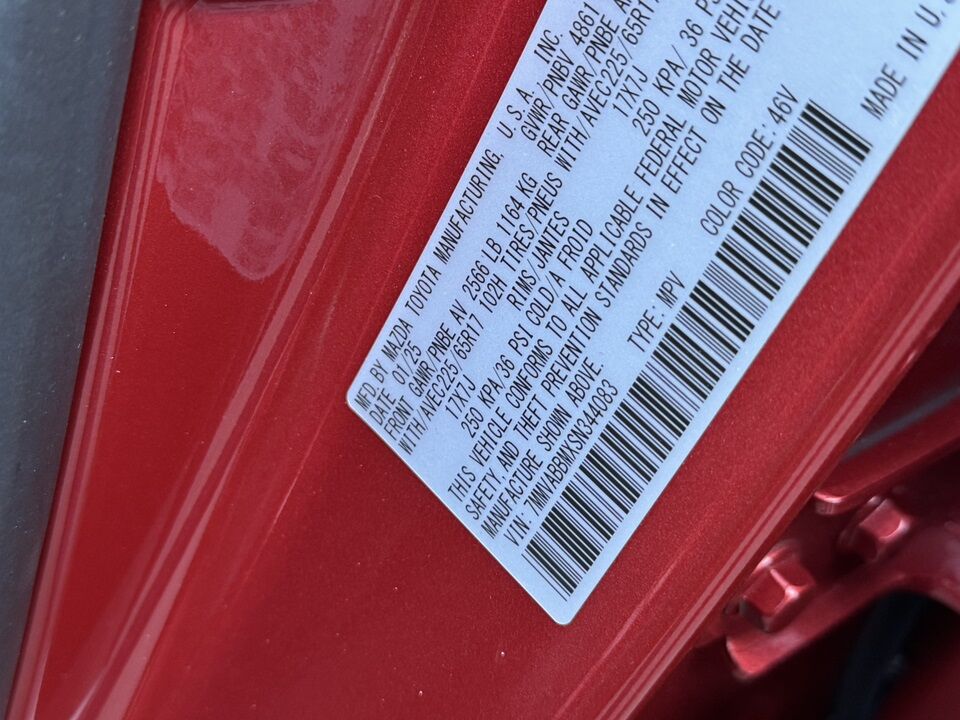 MFD. BY MAZDA TOYOTA MANUFACTURING, U. S. A., INC.
DATE 01/25 GVWR/PNBV 4861
FRONT GAWR/PNBE AV 2566 LB 1164 KG REAR GAWR/PNBE
WITH/AVEC225/65R17 102H TIRES/PNEUS WITH/AVEC225/65R17
17X7J RIMS/JANTES 17X7J
250 KPA/36 PSI COLD/A FROID 250 KPA/ 36
THIS VEHICLE CONFORMS TO ALL APPLICABLE FEDERAL MOTOR
SAFETY, AND THEFT PREVENTION STANDARDS IN EFFECT ON THE DATE
MANUFACTURE SHOWN ABOVE.
VIN: 7MMVABBMXSN344083 TYPE: MPV COLOR CODE: 46V
MADE IN U.